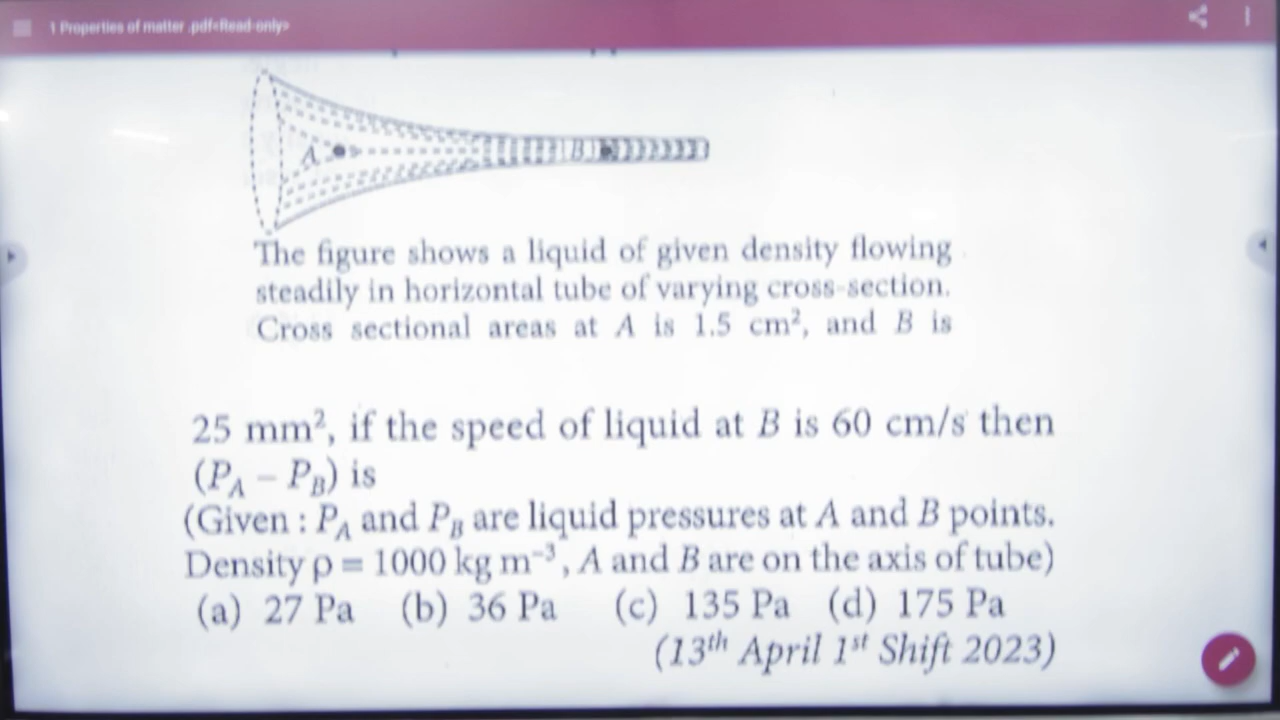 1 Properties of matter .pdf<Read-only>
A
B
The figure shows a liquid of given density flowing
steadily in horizontal tube of varying cross-section.
Cross sectional areas at A is 1.5 cm², and B is
25 mm², if the speed of liquid at B is 60 cm/s then
(P_A – P_B) is
(Given : P_A and P_B are liquid pressures at A and B points.
Density ρ = 1000 kg m⁻³, A and B are on the axis of tube)
(a) 27 Pa (b) 36 Pa (c) 135 Pa (d) 175 Pa
(13th April 1st Shift 2023)